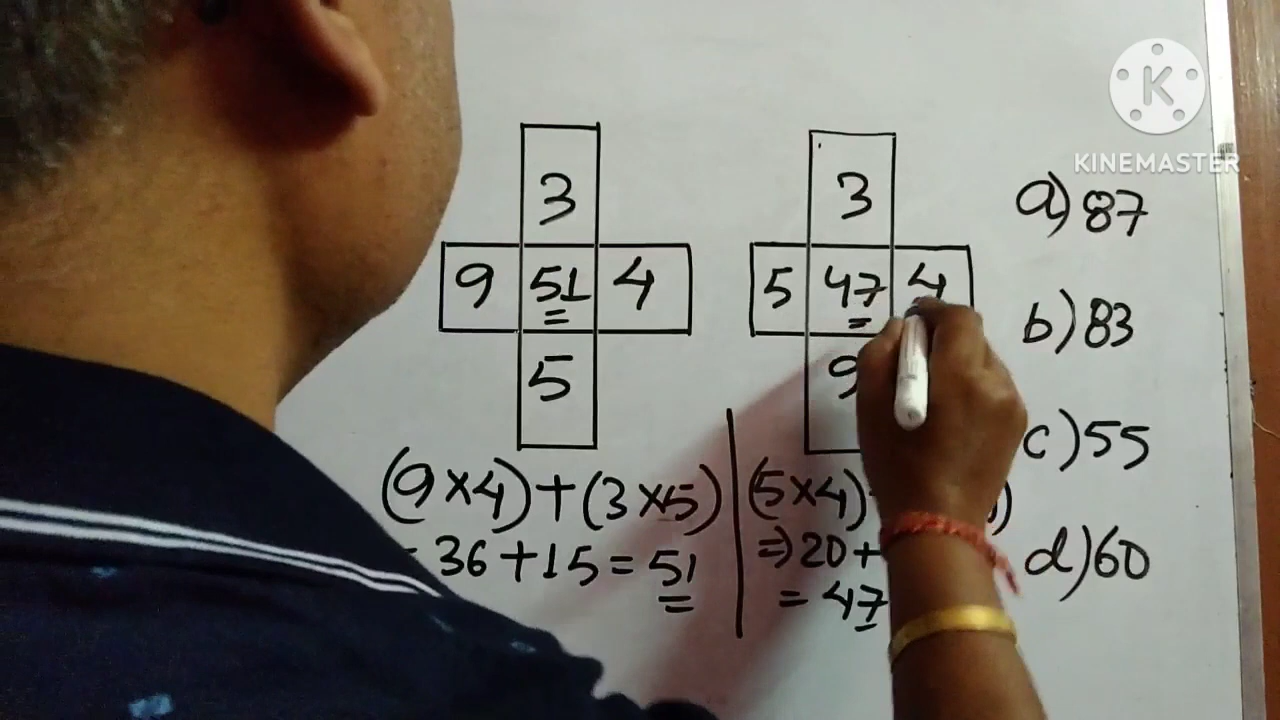 K
KINEMASTER
3
9 51 4
5
3
5 47 4
9
(9×4)+(3×5)
= 36+15=51
(5×4)
⇒20+
= 47
a) 87
b) 83
c) 55
d) 60